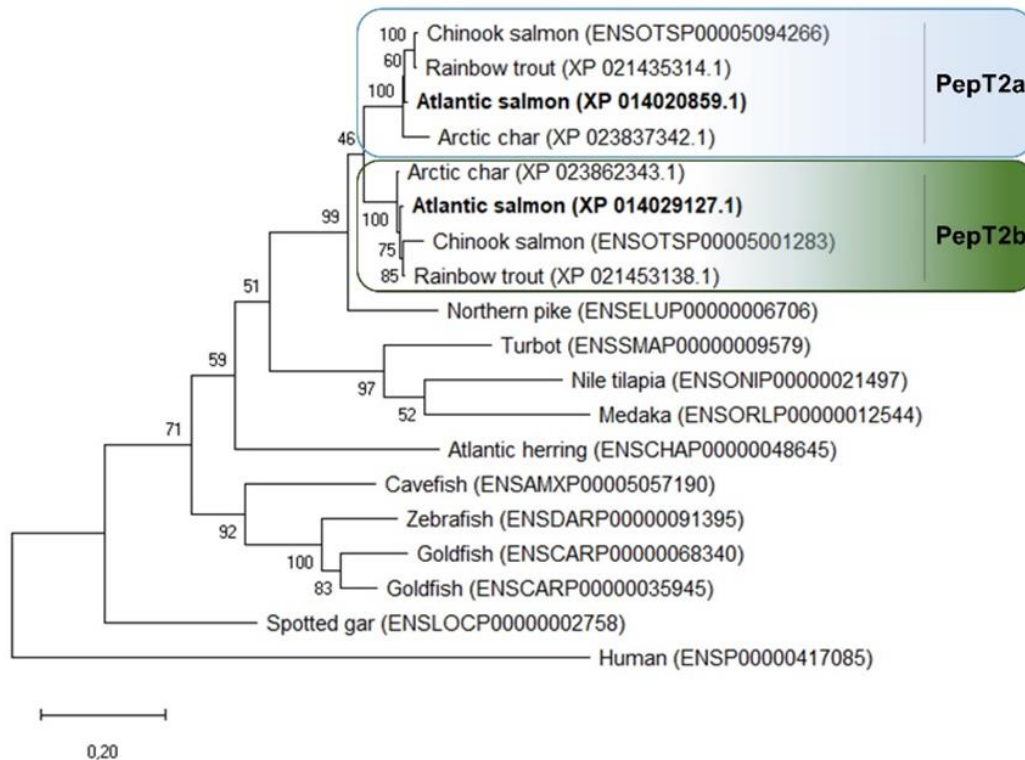 100 Chinook salmon (ENSOTSP00005094266)
60 Rainbow trout (XP 021435314.1)
PepT2a
100 Atlantic salmon (XP 014020859.1)
Arctic char (XP 023837342.1)
46
Arctic char (XP 023862343.1)
Atlantic salmon (XP 014029127.1)
99 100
PepT2b
75 Chinook salmon (ENSOTSP00005001283)
85 Rainbow trout (XP 021453138.1)
51
Northern pike (ENSELUP00000006706)
Turbot (ENSSMAP00000009579)
59
97 Nile tilapia (ENSONIP00000021497)
52 Medaka (ENSORLP00000012544)
71
Atlantic herring (ENSCHAP00000048645)
Cavefish (ENSAMXP00005057190)
92 Zebrafish (ENSDARP00000091395)
100 Goldfish (ENSCARP00000068340)
83 Goldfish (ENSCARP00000035945)
Spotted gar (ENSLOCP00000002758)
Human (ENSP00000417085)
0,20